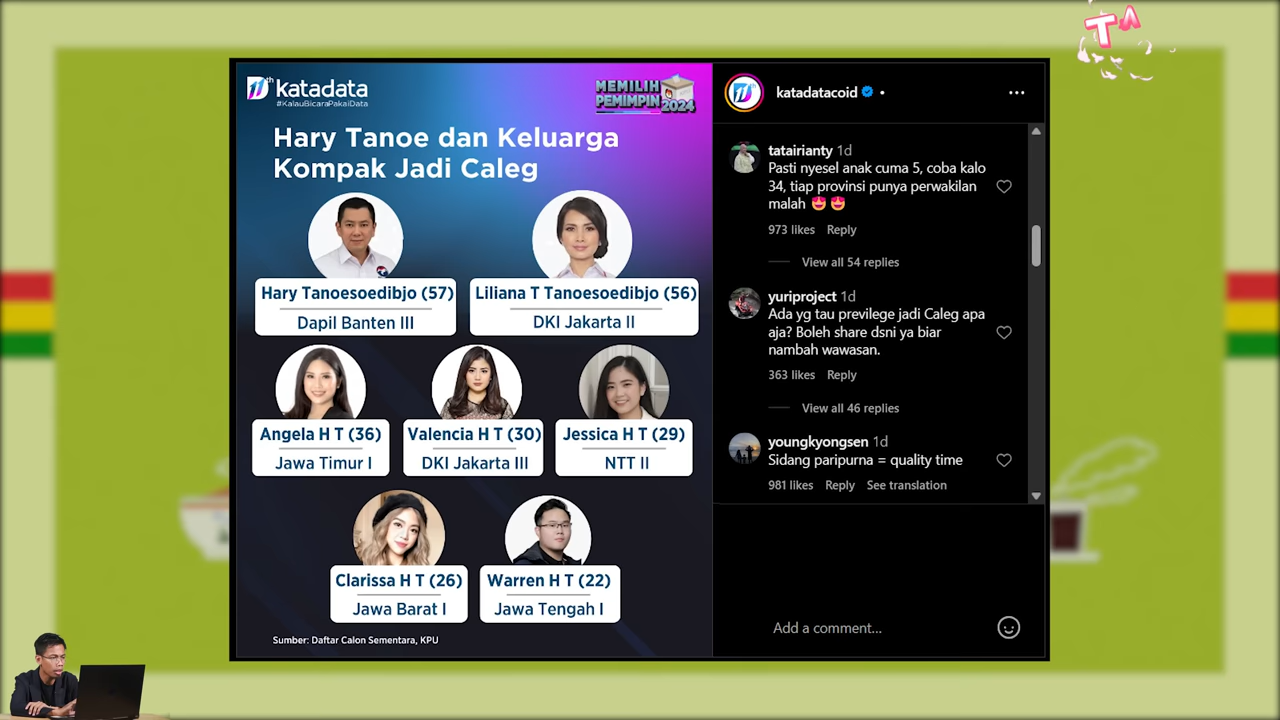 TA
11th katadata
#KalauBicaraPakaiData
MEMILIH
PEMIMPIN 2024
Hary Tanoe dan Keluarga
Kompak Jadi Caleg
Hary Tanoesoedibjo (57)
Dapil Banten III
Liliana T Tanoesoedibjo (56)
DKI Jakarta II
Angela H T (36)
Jawa Timur I
Valencia H T (30)
DKI Jakarta III
Jessica H T (29)
NTT II
Clarissa H T (26)
Jawa Barat I
Warren H T (22)
Jawa Tengah I
Sumber: Daftar Calon Sementara, KPU
katadatacoid •
tatairianty 1d
Pasti nyesel anak cuma 5, coba kalo
34, tiap provinsi punya perwakilan
malah 😍 😍
973 likes Reply
View all 54 replies
yuriproject 1d
Ada yg tau previlege jadi Caleg apa
aja? Boleh share dsni ya biar
nambah wawasan.
363 likes Reply
View all 46 replies
youngkyongsen 1d
Sidang paripurna = quality time
981 likes Reply See translation
Add a comment...